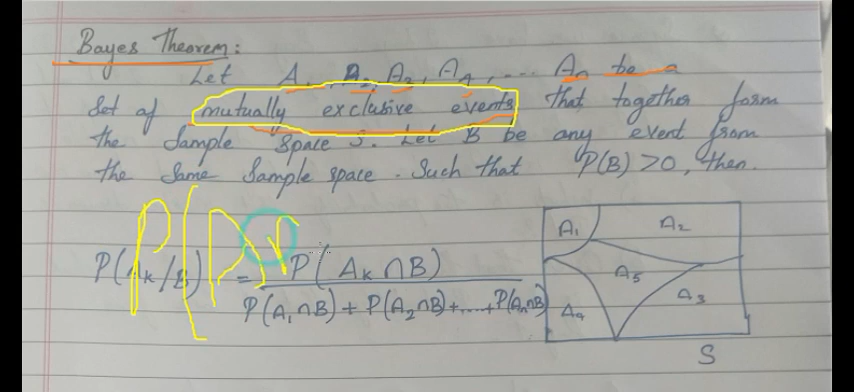 Bayes Theorem:
Let A₁, A₂, A₃, A₄, .... Aₙ be a
Set of mutually exclusive events that together form
the Sample Space S. Let B be any event from
the Same Sample space. Such that P(B) > 0, then.
P(Aₖ/B) = P(Aₖ ∩ B)
P(A₁∩B) + P(A₂∩B) + .... + P(Aₙ∩B)
A₁ A₂
A₅
A₄ A₃
S